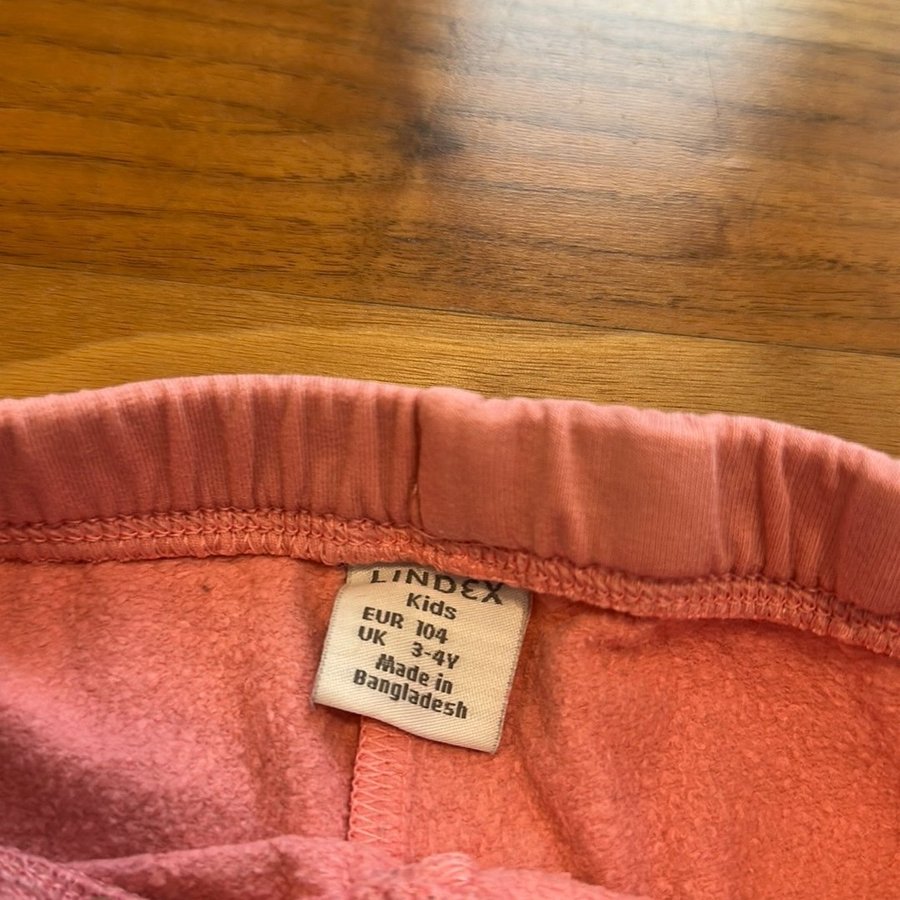 LINDEX
Kids
EUR 104
UK 3-4Y
Made in
Bangladesh